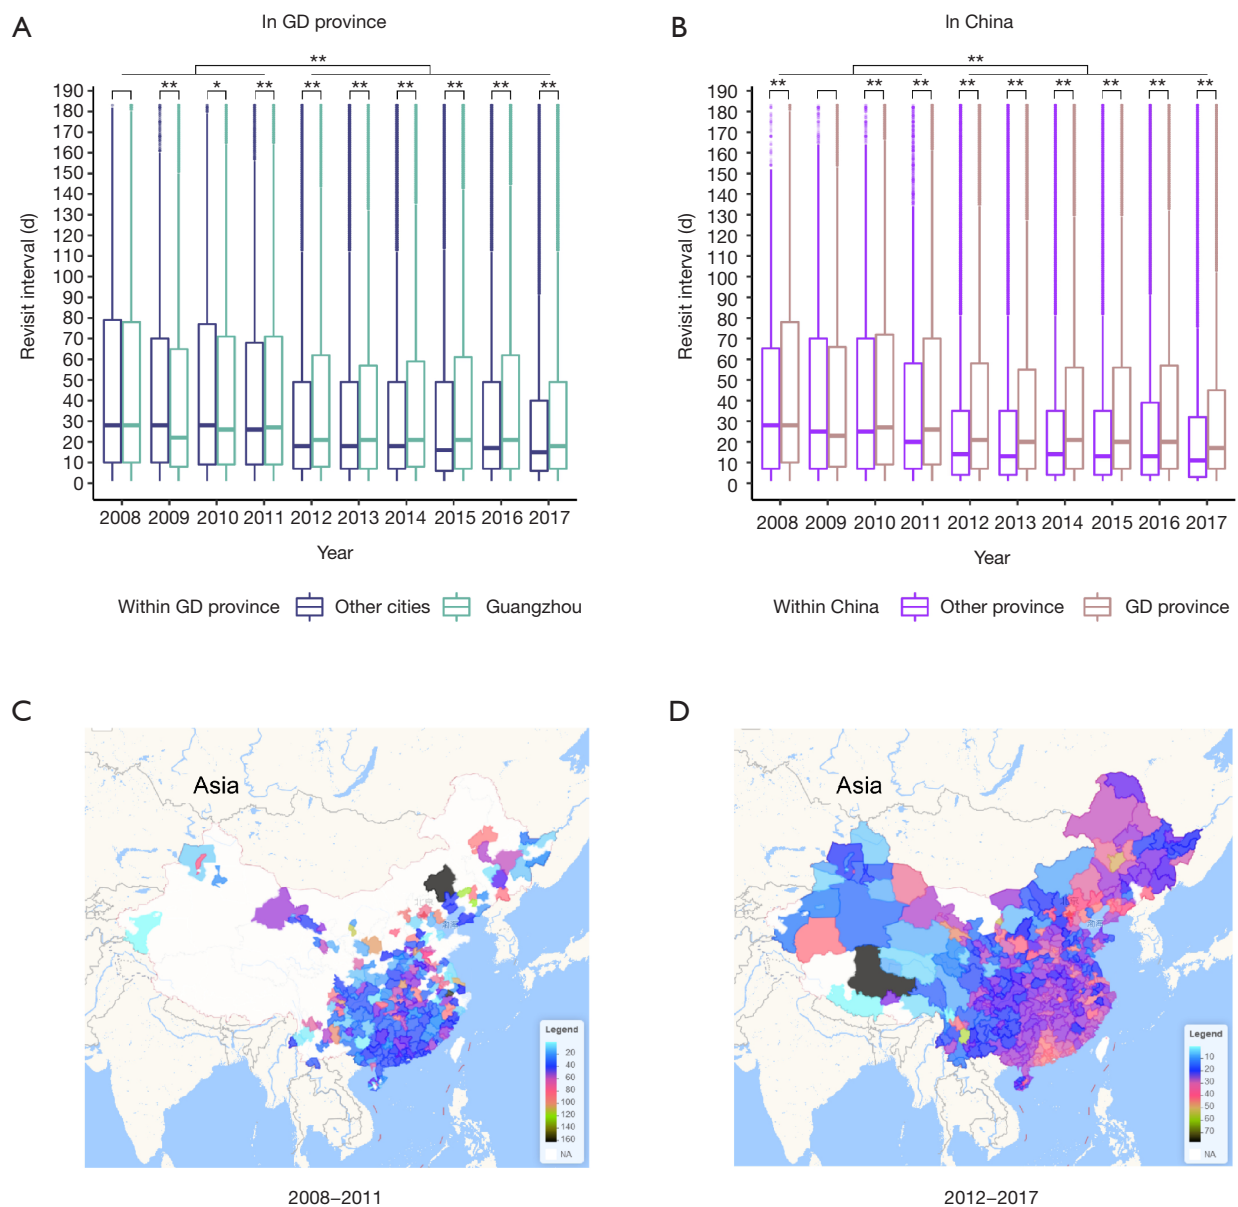 A
In GD province
**
** * ** ** ** ** ** ** **
190
180
170
160
150
140
130
120
110
100
90
80
70
60
50
40
30
20
10
0
Revisit interval (d)
2008 2009 2010 2011 2012 2013 2014 2015 2016 2017
Year
Within GD province Other cities Guangzhou
B
In China
**
** ** ** ** ** ** ** ** **
190
180
170
160
150
140
130
120
110
100
90
80
70
60
50
40
30
20
10
0
Revisit interval (d)
2008 2009 2010 2011 2012 2013 2014 2015 2016 2017
Year
Within China Other province GD province
C
Asia
Legend
20
40
60
80
100
120
140
160
NA
2008–2011
D
Asia
Legend
10
20
30
40
50
60
70
NA
2012–2017